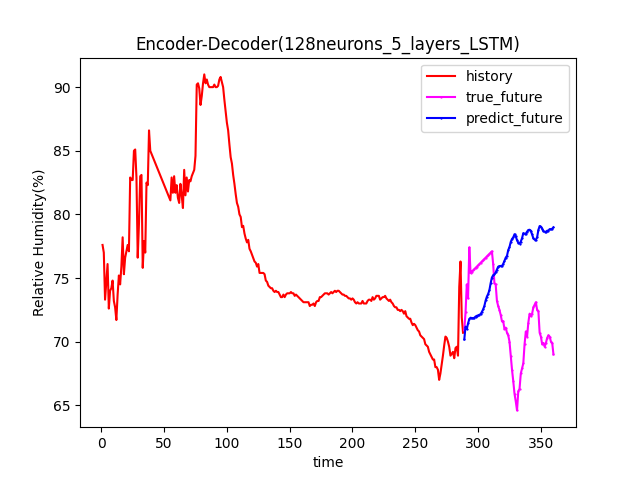 Encoder-Decoder(128neurons_5_layers_LSTM)
history
true_future
predict_future
Relative Humidity(%)
90
85
80
75
70
65
0
50
100
150
200
250
300
350
time